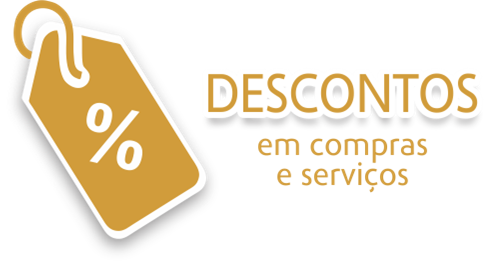 %
DESCONTOS
em compras
e serviços